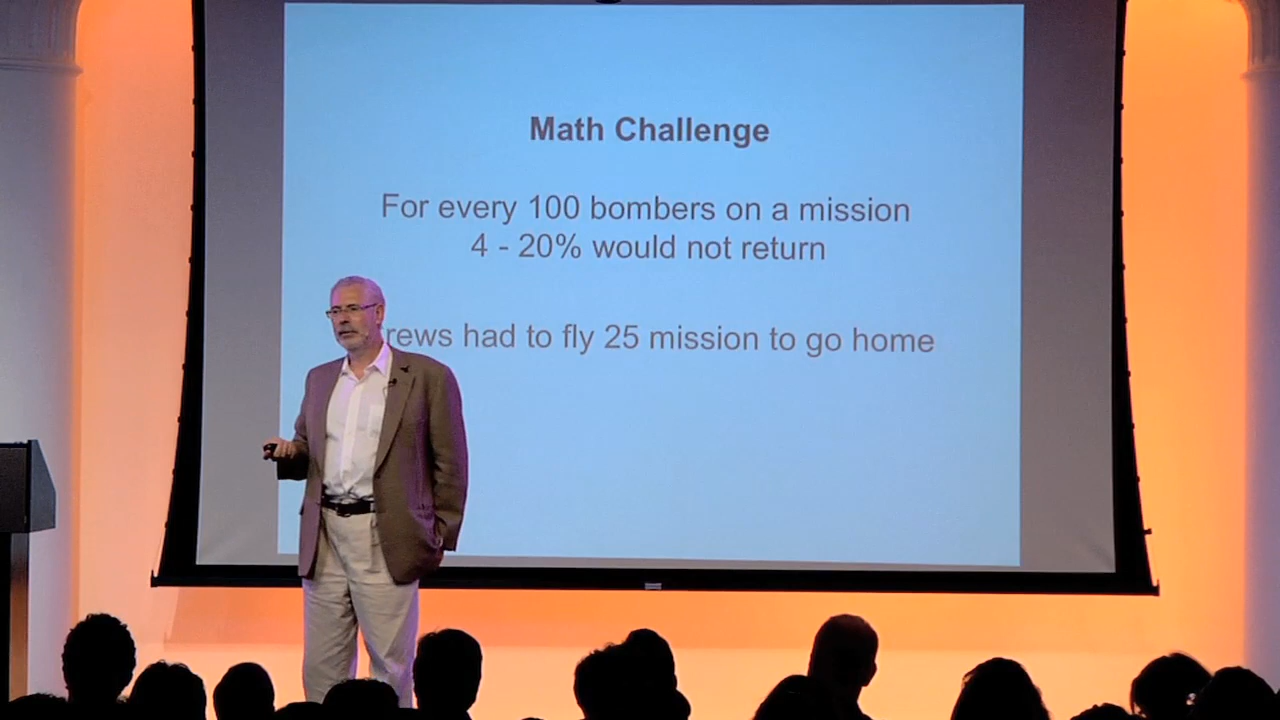 Math Challenge
For every 100 bombers on a mission
4 - 20% would not return
rews had to fly 25 mission to go home